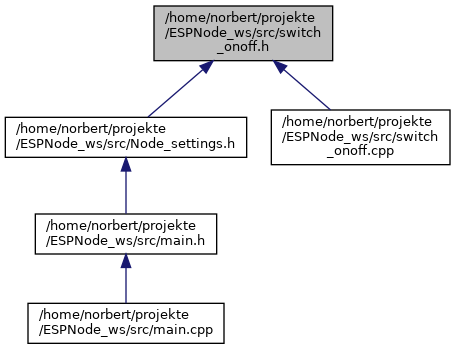 /home/norbert/projekte
/ESPNode_ws/src/switch
_onoff.h
/home/norbert/projekte
/ESPNode_ws/src/Node_settings.h
/home/norbert/projekte
/ESPNode_ws/src/switch
_onoff.cpp
/home/norbert/projekte
/ESPNode_ws/src/main.h
/home/norbert/projekte
/ESPNode_ws/src/main.cpp